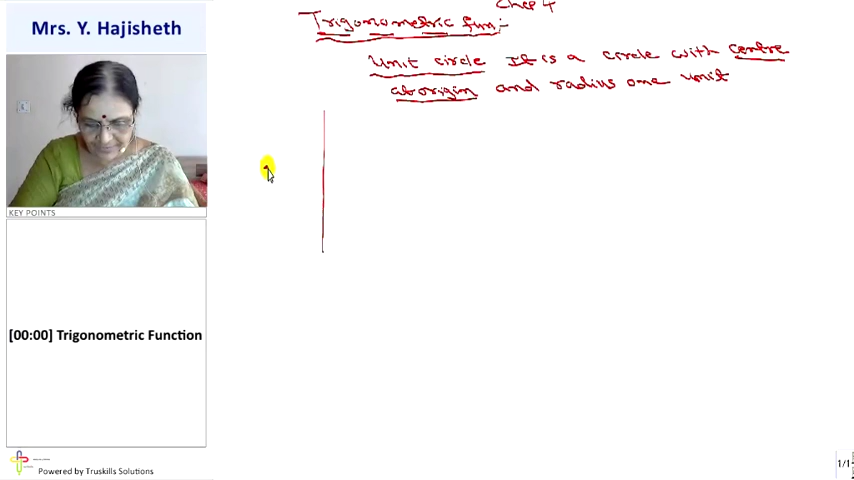 Mrs. Y. Hajisheth
Chap 4
Trigonometric fun:-
Unit circle It is a circle with centre
at origin and radius one unit
KEY POINTS
[00:00] Trigonometric Function
Powered by Truskills Solutions
1/1